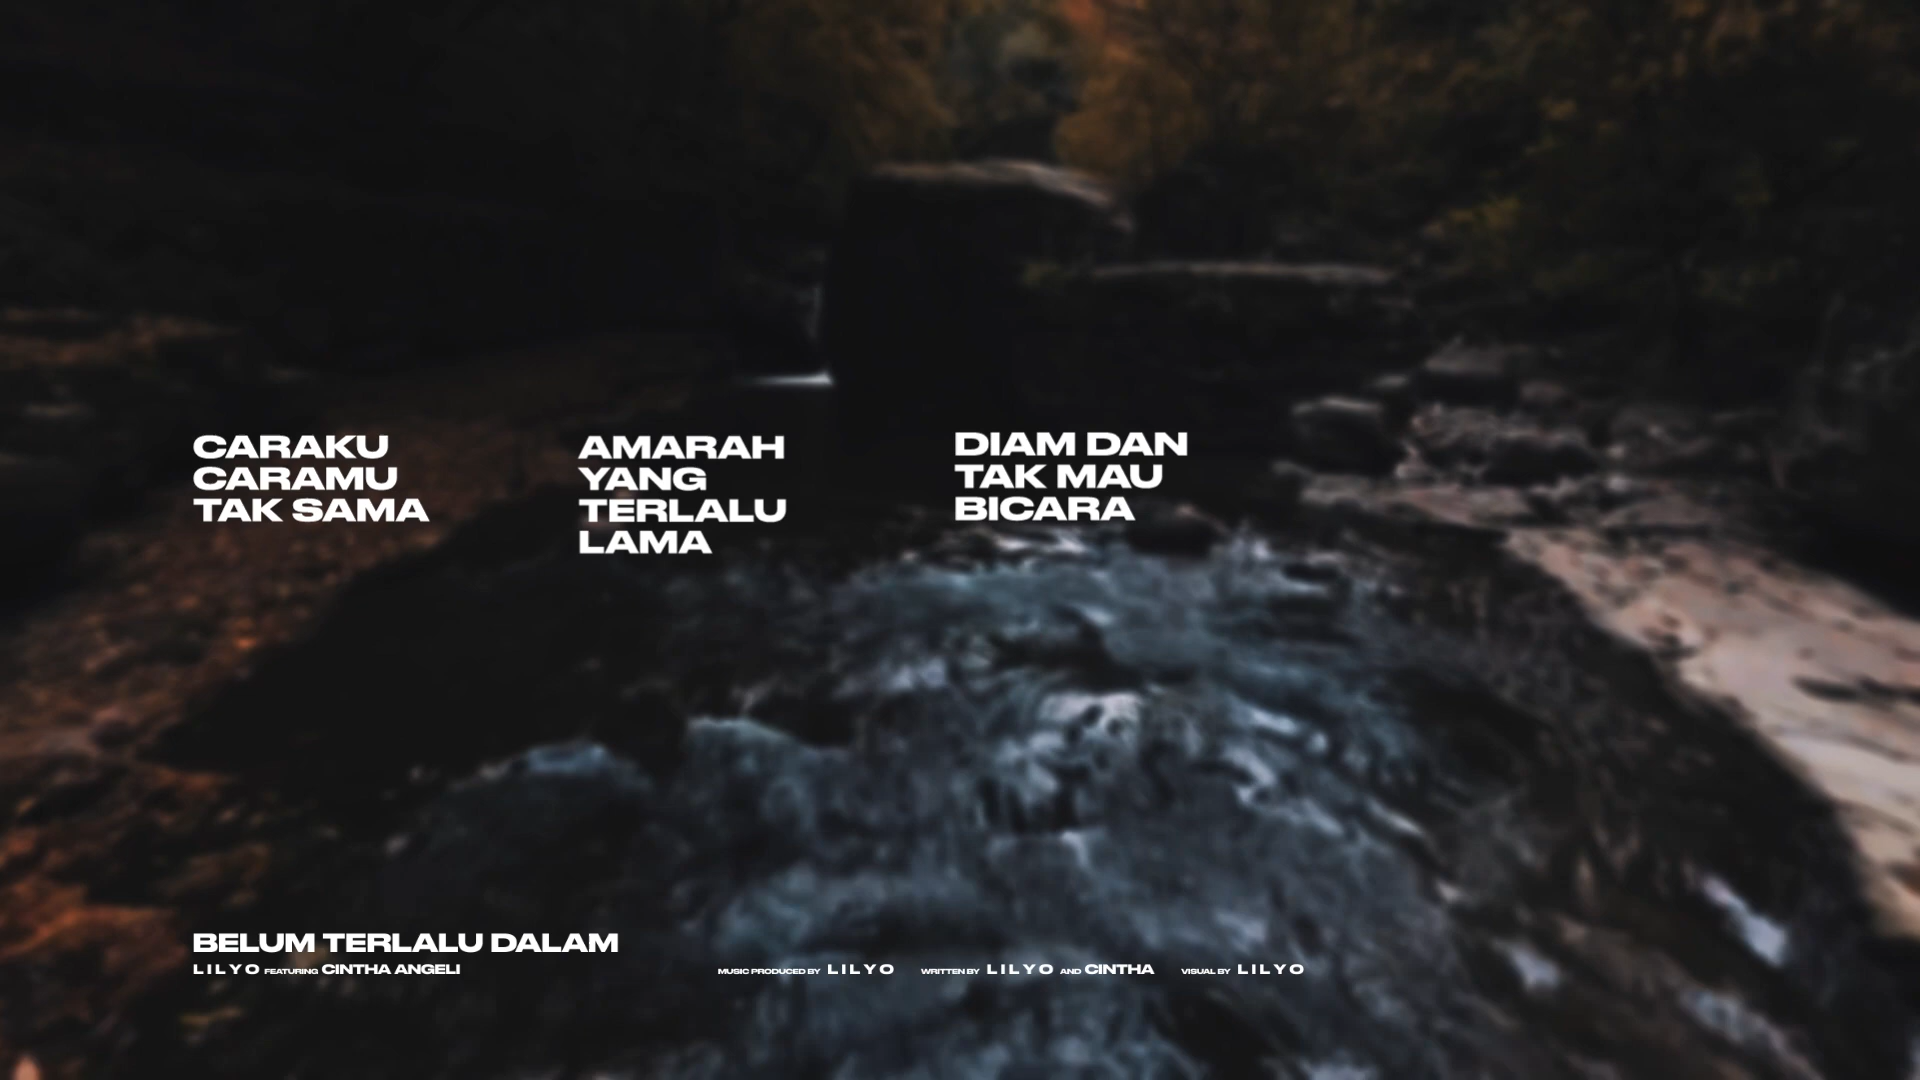 CARAKU
CARAMU
TAK SAMA
AMARAH
YANG
TERLALU
LAMA
DIAM DAN
TAK MAU
BICARA
BELUM TERLALU DALAM
LILYO FEATURING CINTHA ANGELI
MUSIC PRODUCED BY LILYO WRITTEN BY LILYO AND CINTHA VISUAL BY LILYO